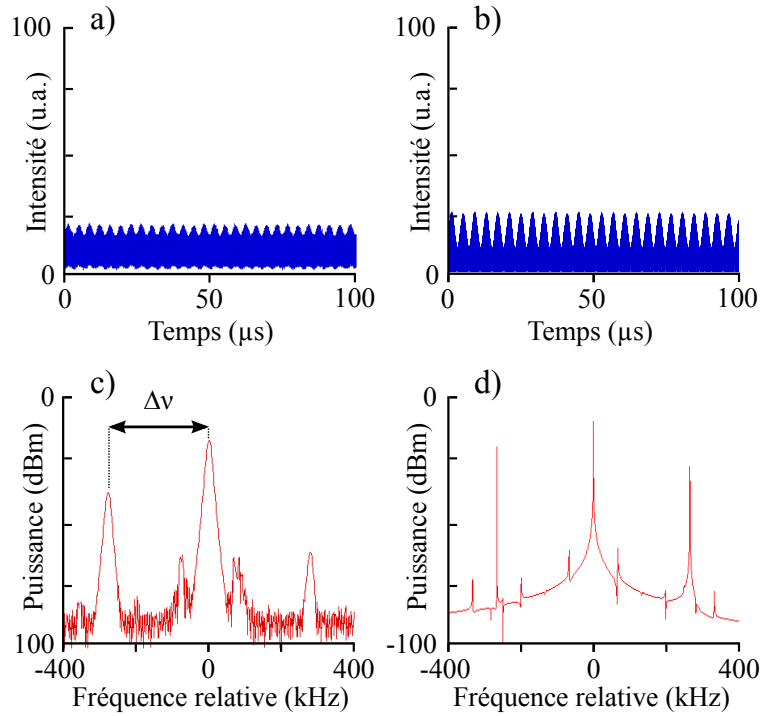 a)
100
Intensité (u.a.)
0
0 50 100
Temps (µs)
b)
100
Intensité (u.a.)
0
0 50 100
Temps (µs)
c)
0
Δν
Puissance (dBm)
100
-400 0 400
Fréquence relative (kHz)
d)
0
Puissance (dBm)
-100
-400 0 400
Fréquence relative (kHz)